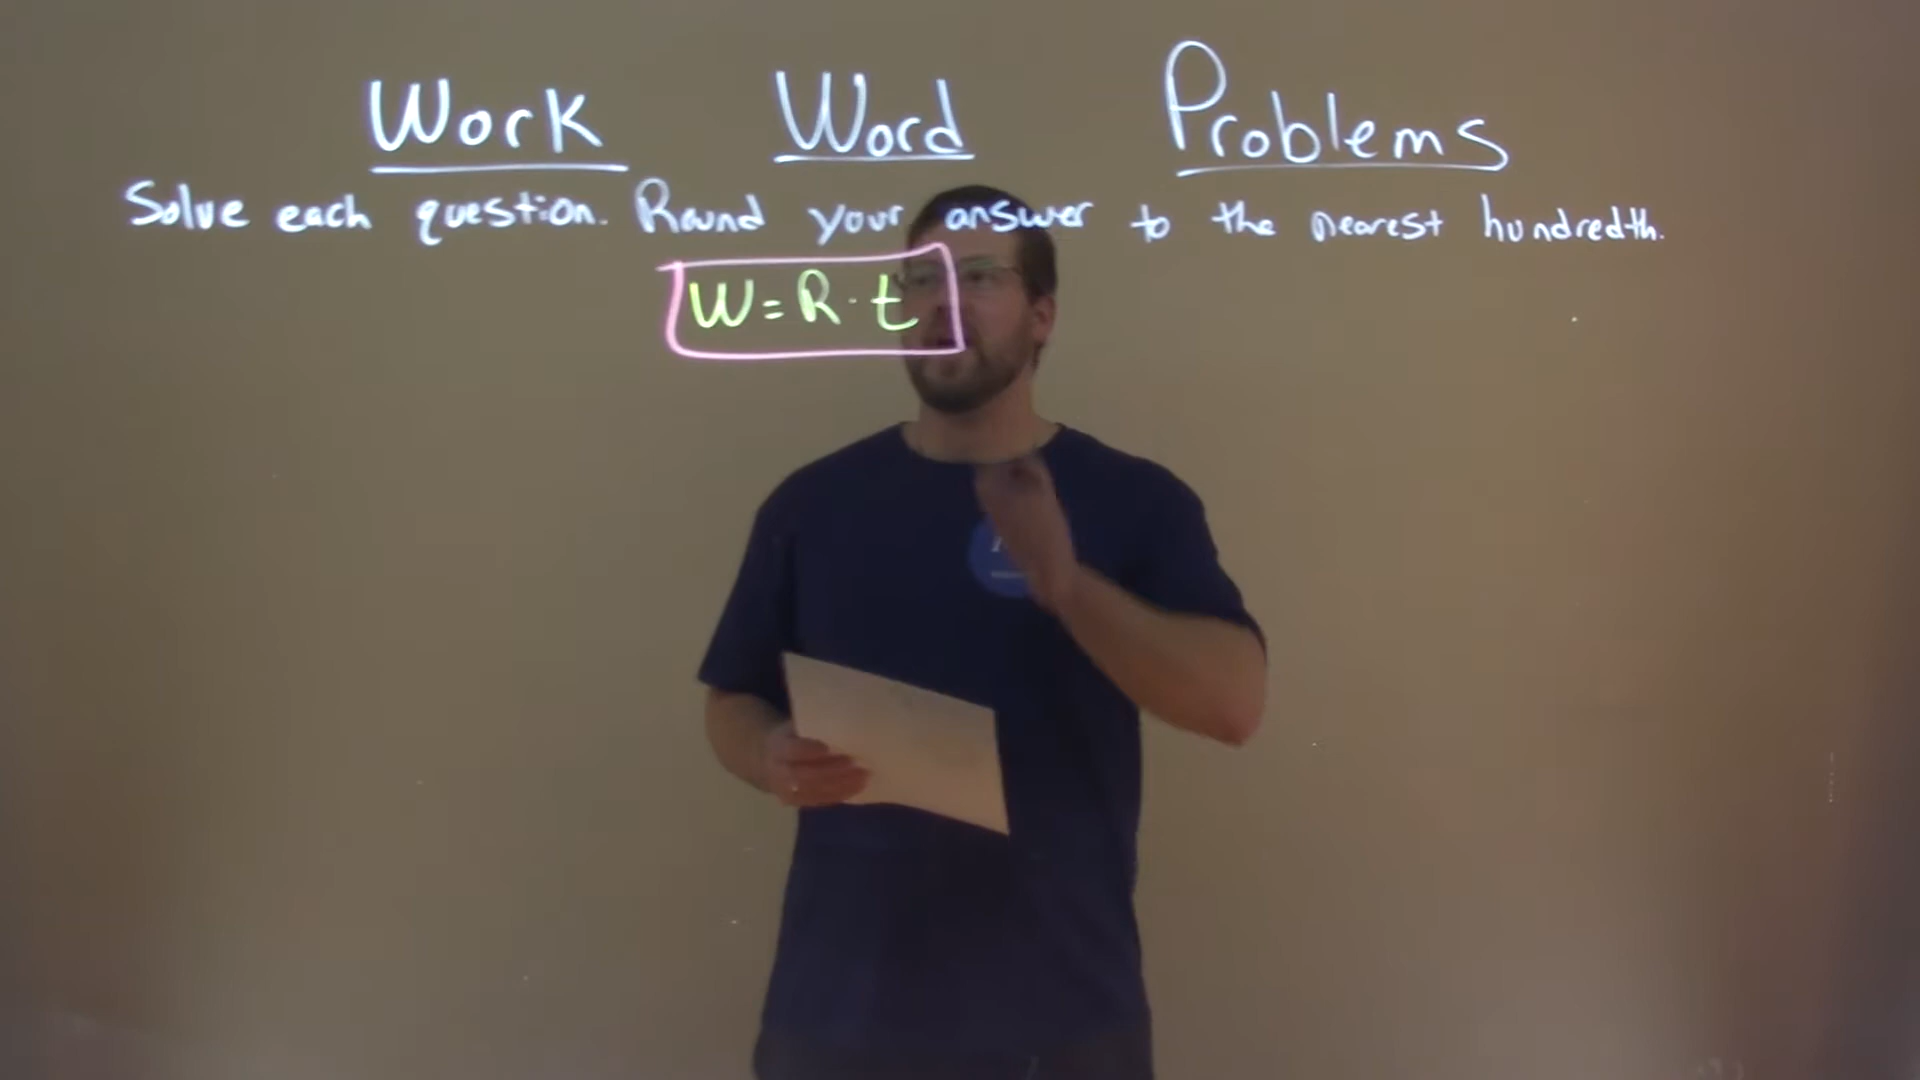 Work Word Problems
Solve each question. Round your answer to the nearest hundredth.
W = R · t